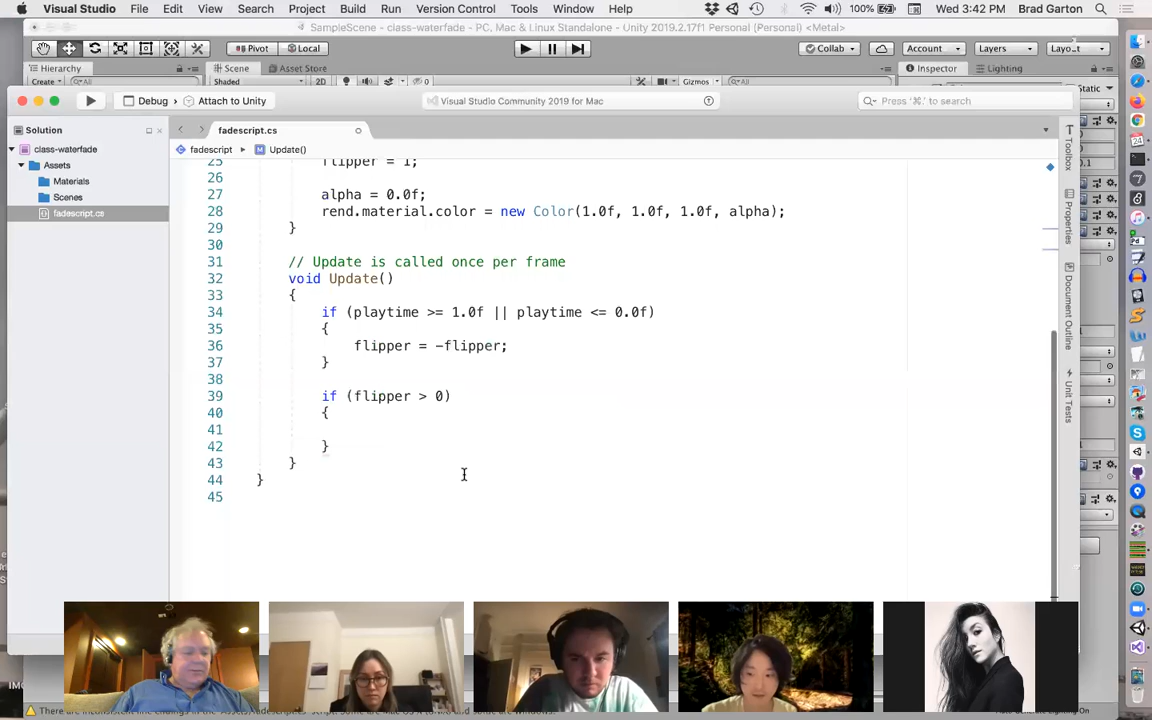 Visual Studio File Edit View Search Project Build Run Version Control Tools Window Help 100% Wed 3:42 PM Brad Garton
SampleScene - class-waterfade - PC, Mac & Linux Standalone - Unity 2019.2.17f1 Personal (Personal) <Metal>
Pivot Local Collab Account Layers
Hierarchy Scene Asset Store Inspector Lighting
Create All Shaded 2D Gizmos All Static
Debug > Attach to Unity Visual Studio Community 2019 for Mac Press '⌘.' to search
Solution fadescript.cs
class-waterfade fadescript Update()
Assets
Materials
Scenes
fadescript.cs
25 flipper = 1;
26
27 alpha = 0.0f;
28 rend.material.color = new Color(1.0f, 1.0f, 1.0f, alpha);
29 }
30
31 // Update is called once per frame
32 void Update()
33 {
34 if (playtime >= 1.0f || playtime <= 0.0f)
35 {
36 flipper = -flipper;
37 }
38
39 if (flipper > 0)
40 {
41
42 }
43 }
44 }
45
Toolbox
Properties
Document Outline
Unit Tests